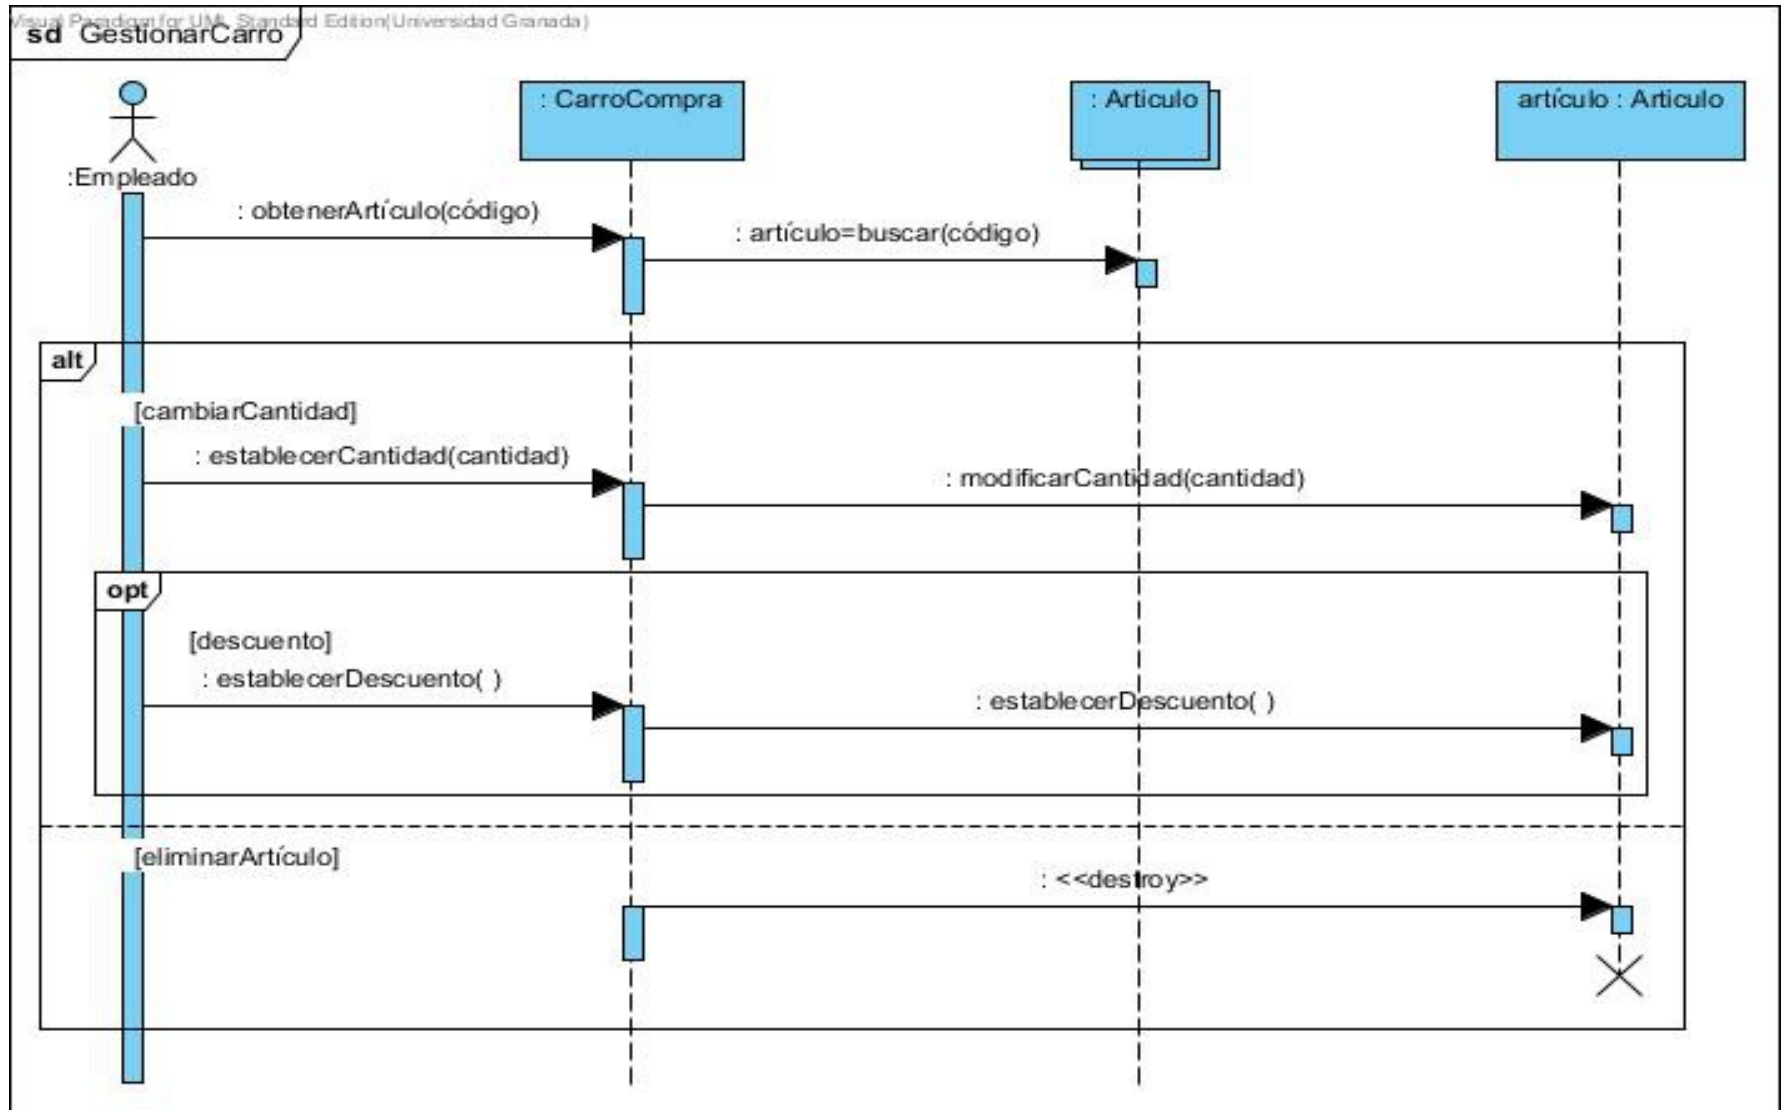 Visual Paradigm for UML Standard Edition(Universidad Granada)
sd GestionarCarro
:Empleado
: CarroCompra
: Articulo
artículo : Articulo
: obtenerArtículo(código)
: artículo=buscar(código)
alt
[cambiarCantidad]
: establecerCantidad(cantidad)
: modificarCantidad(cantidad)
opt
[descuento]
: establecerDescuento( )
: establecerDescuento( )
[eliminarArtículo]
: <<destroy>>